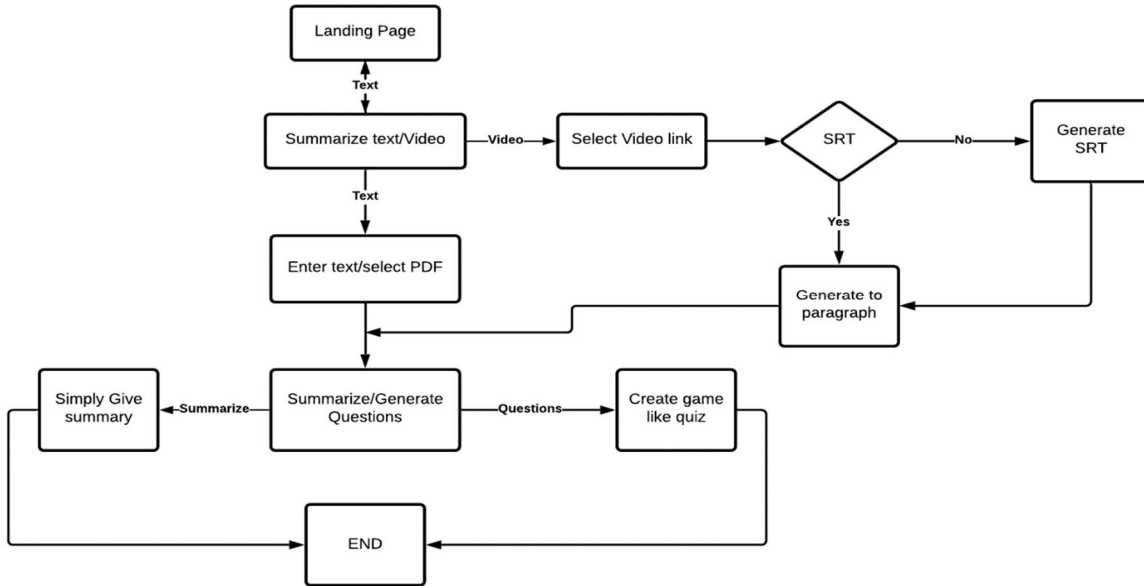 Landing Page
Text
Summarize text/Video
Video
Select Video link
SRT
No
Generate
SRT
Text
Yes
Enter text/select PDF
Generate to
paragraph
Simply Give
summary
Summarize
Summarize/Generate
Questions
Questions
Create game
like quiz
END